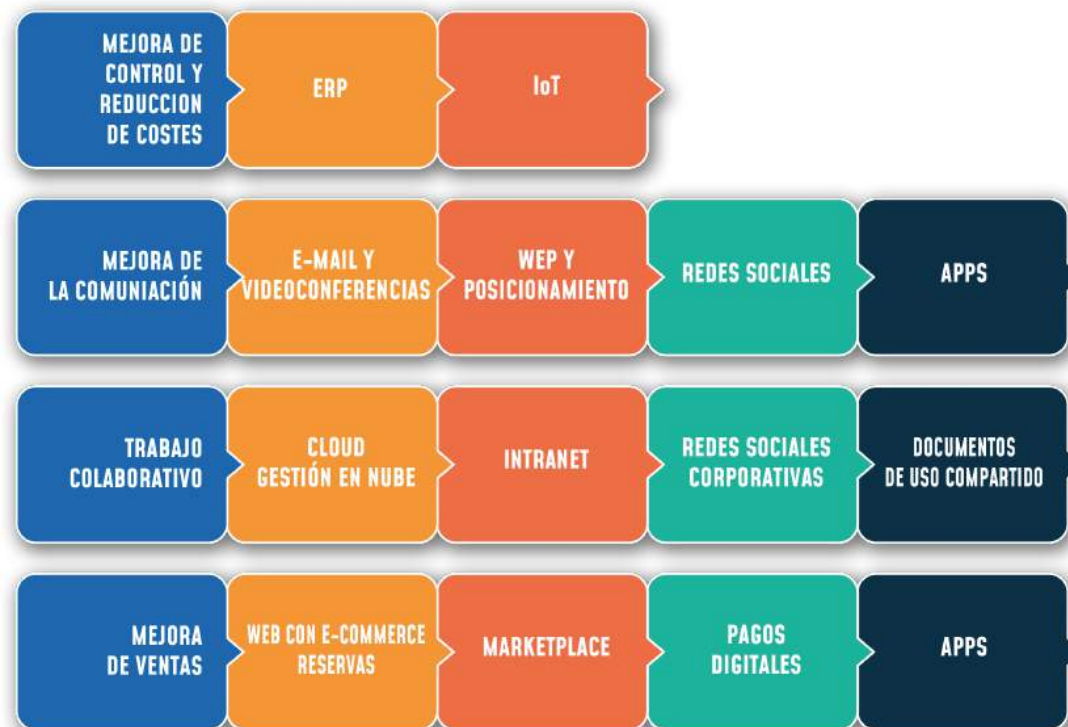 MEJORA DE
CONTROL Y
REDUCCION
DE COSTES
ERP
IoT
MEJORA DE
LA COMUNIACIÓN
E-MAIL Y
VIDEOCONFERENCIAS
WEP Y
POSICIONAMIENTO
REDES SOCIALES
APPS
TRABAJO
COLABORATIVO
CLOUD
GESTIÓN EN NUBE
INTRANET
REDES SOCIALES
CORPORATIVAS
DOCUMENTOS
DE USO COMPARTIDO
MEJORA
DE VENTAS
WEB CON E-COMMERCE
RESERVAS
MARKETPLACE
PAGOS
DIGITALES
APPS